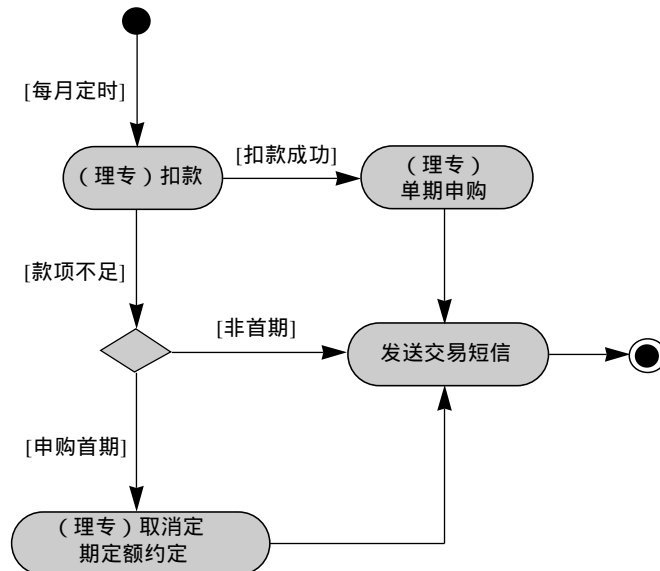 [每月定时]
（理专）扣款
[扣款成功]
（理专）
单期申购
[款项不足]
[非首期]
发送交易短信
[申购首期]
（理专）取消定
期定额约定